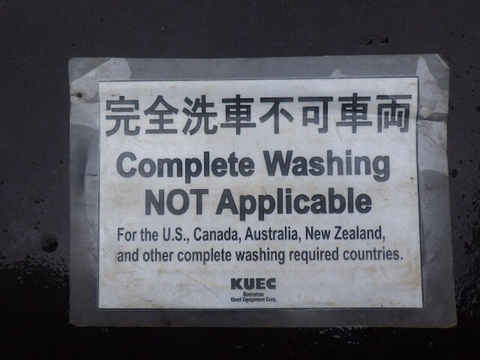 完全洗車不可車両
Complete Washing
NOT Applicable
For the U.S., Canada, Australia, New Zealand,
and other complete washing required countries.
KUEC
Komatsu
Used Equipment Corp.